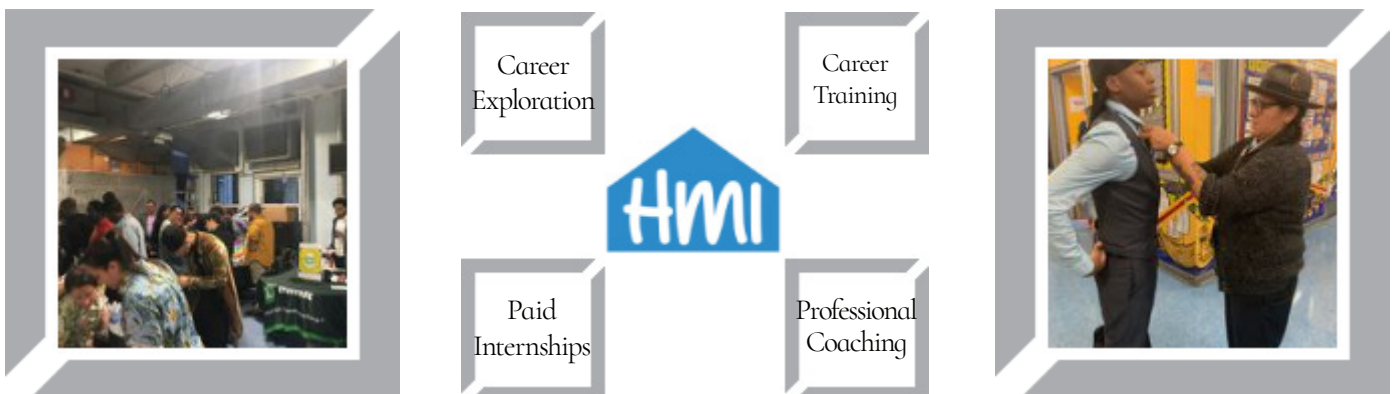 Career
Exploration
Career
Training
HMI
Paid
Internships
Professional
Coaching